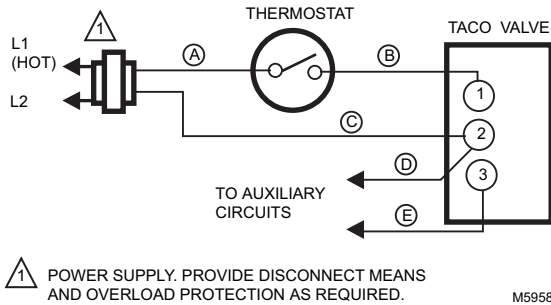 THERMOSTAT
TACO VALVE
1
L1
(HOT)
A
B
L2
1
C
2
D
3
TO AUXILIARY
CIRCUITS
E
1 POWER SUPPLY. PROVIDE DISCONNECT MEANS
AND OVERLOAD PROTECTION AS REQUIRED.
M5958